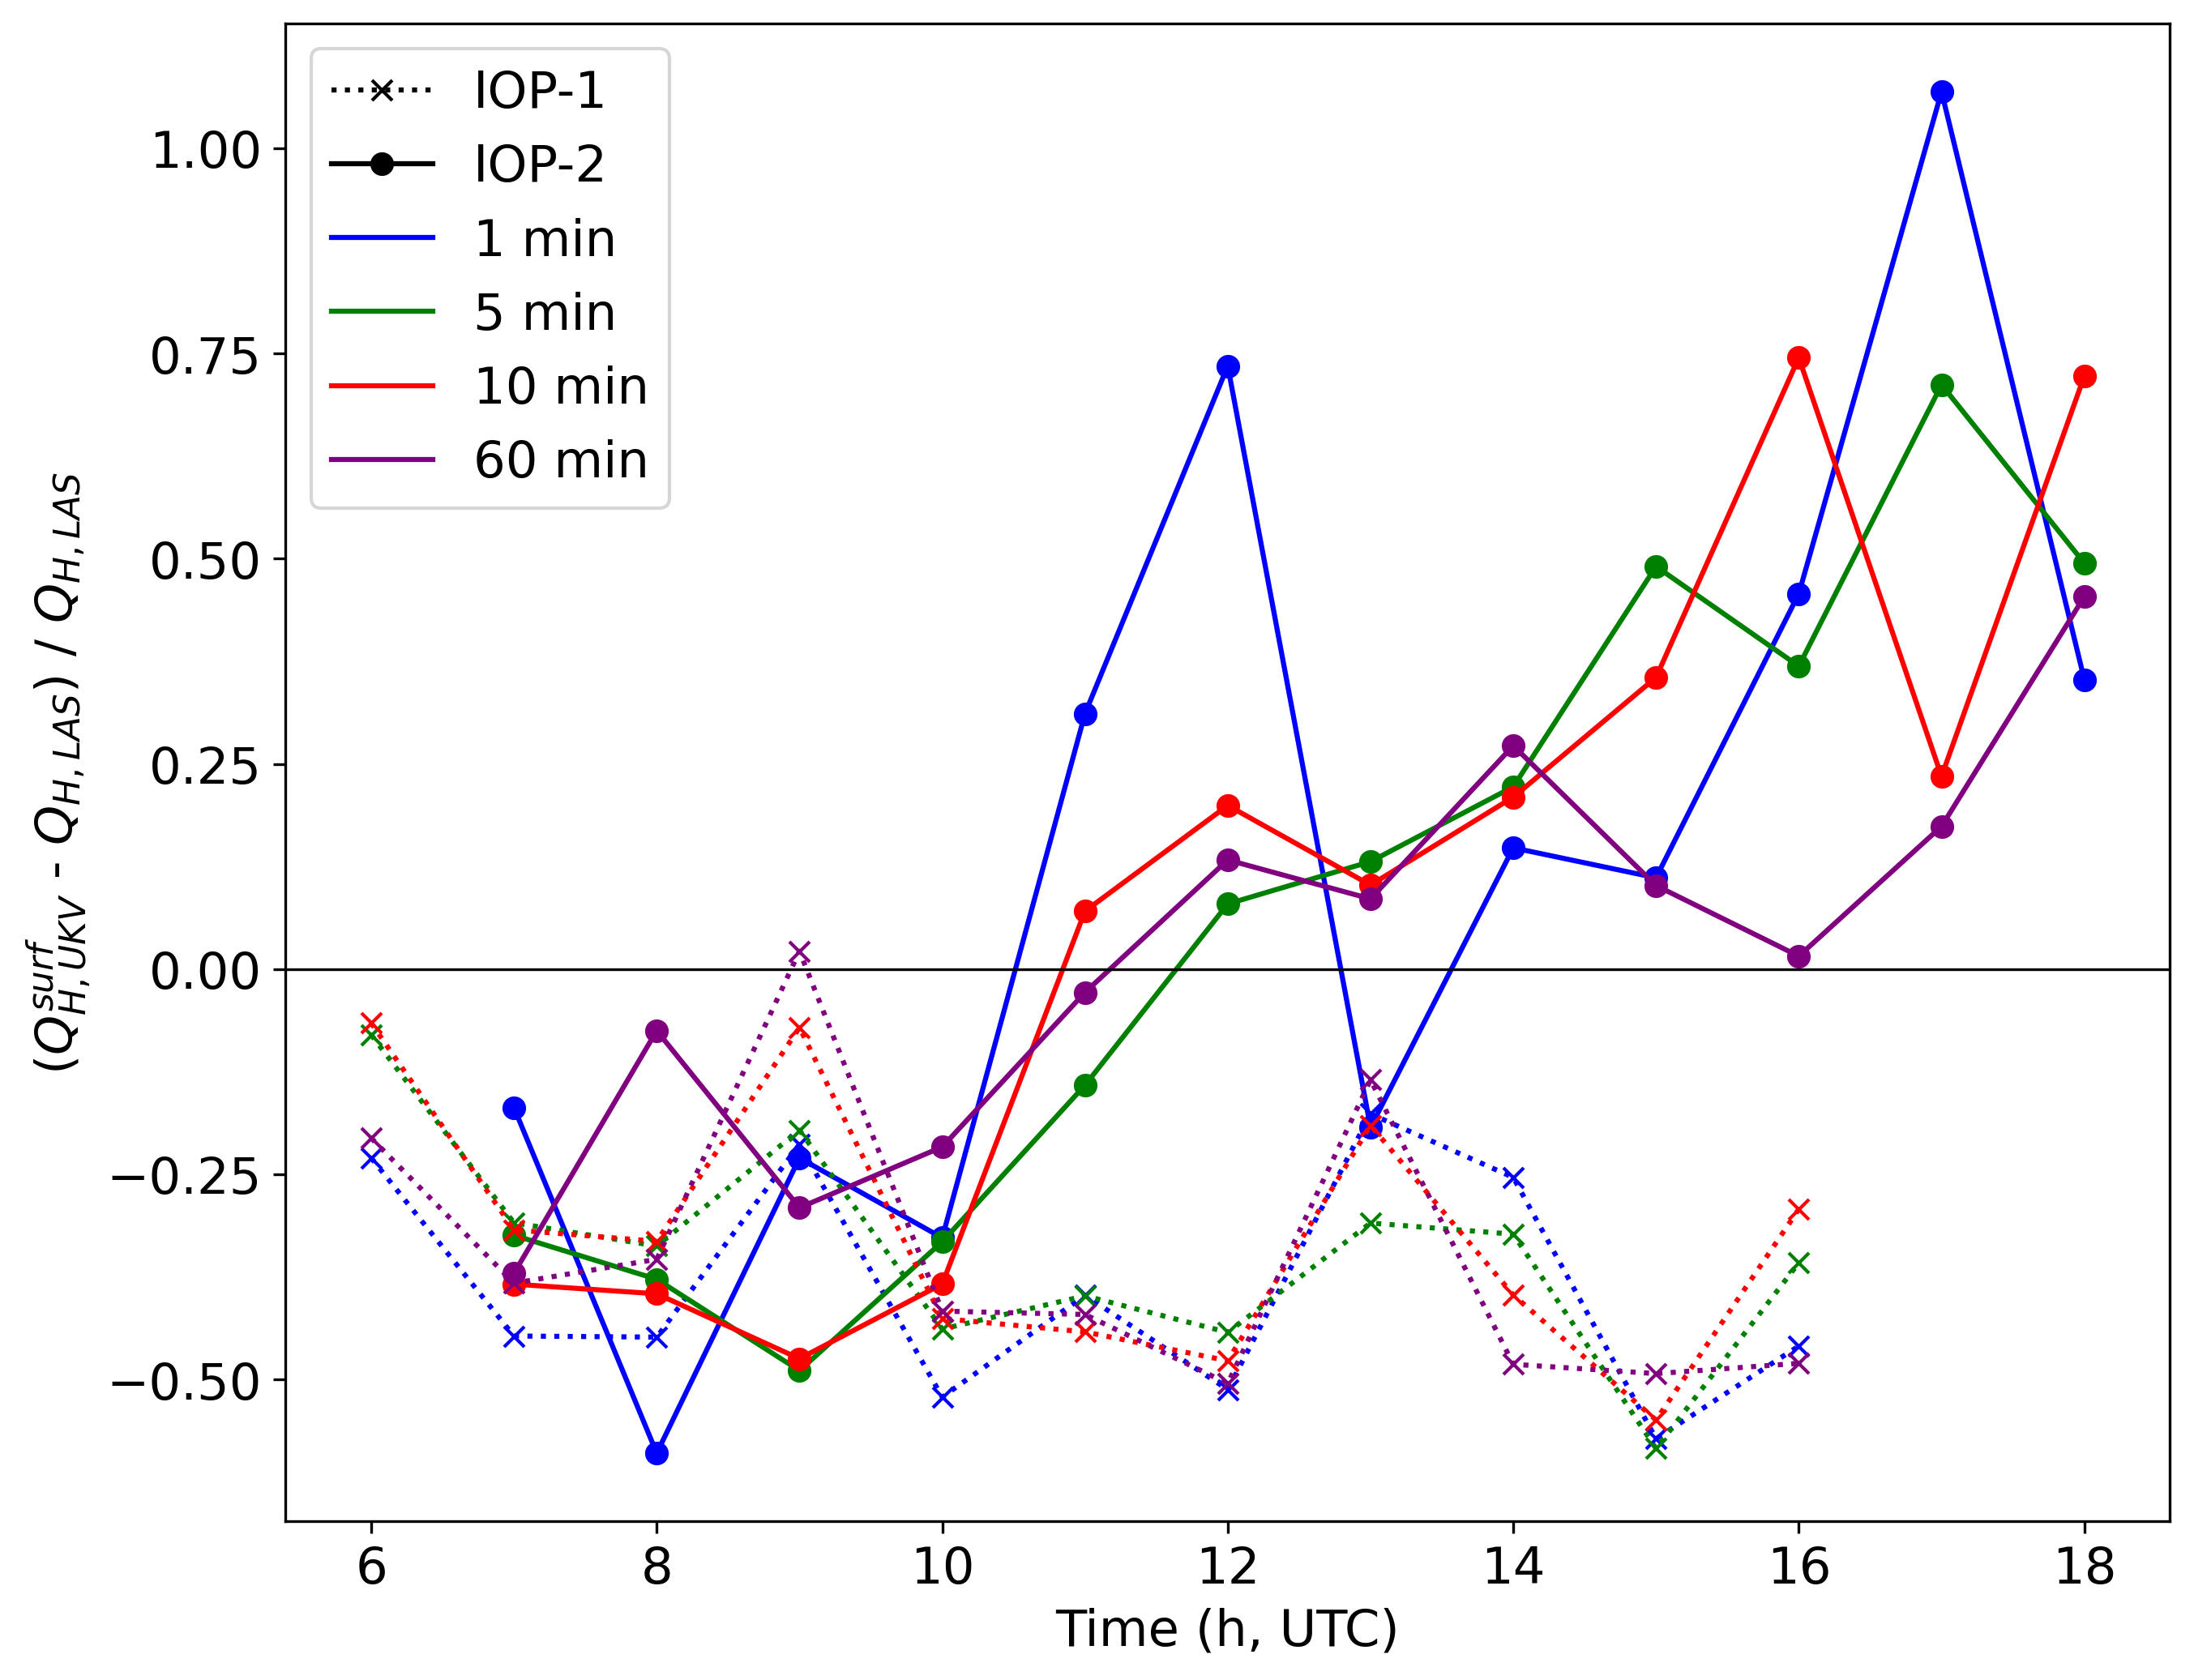 IOP-1
IOP-2
1 min
5 min
10 min
60 min
1.00
0.75
0.50
0.25
0.00
−0.25
−0.50
(Q^{surf}_{H, UKV} - Q_{H, LAS}) / Q_{H, LAS}
6 8 10 12 14 16 18
Time (h, UTC)